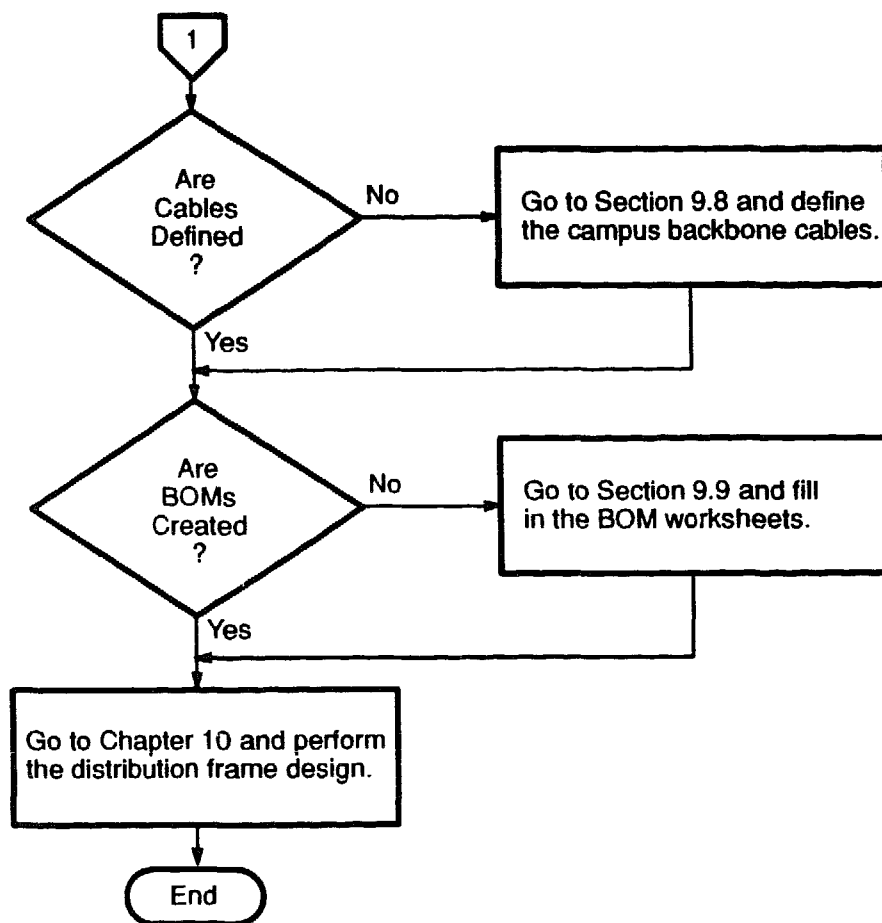 1
Are
Cables
Defined
?
No
Go to Section 9.8 and define
the campus backbone cables.
Yes
Are
BOMs
Created
?
No
Go to Section 9.9 and fill
in the BOM worksheets.
Yes
Go to Chapter 10 and perform
the distribution frame design.
End